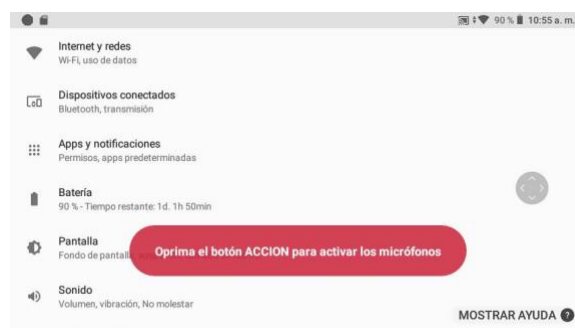 90 % 10:55 a. m.
Internet y redes
Wi-Fi, uso de datos
Dispositivos conectados
Bluetooth, transmisión
Apps y notificaciones
Permisos, apps predeterminadas
Batería
90 % - Tiempo restante: 1d. 1h 50min
Pantalla
Fondo de pantalla
Oprima el botón ACCION para activar los micrófonos
Sonido
Volumen, vibración, No molestar
MOSTRAR AYUDA ?